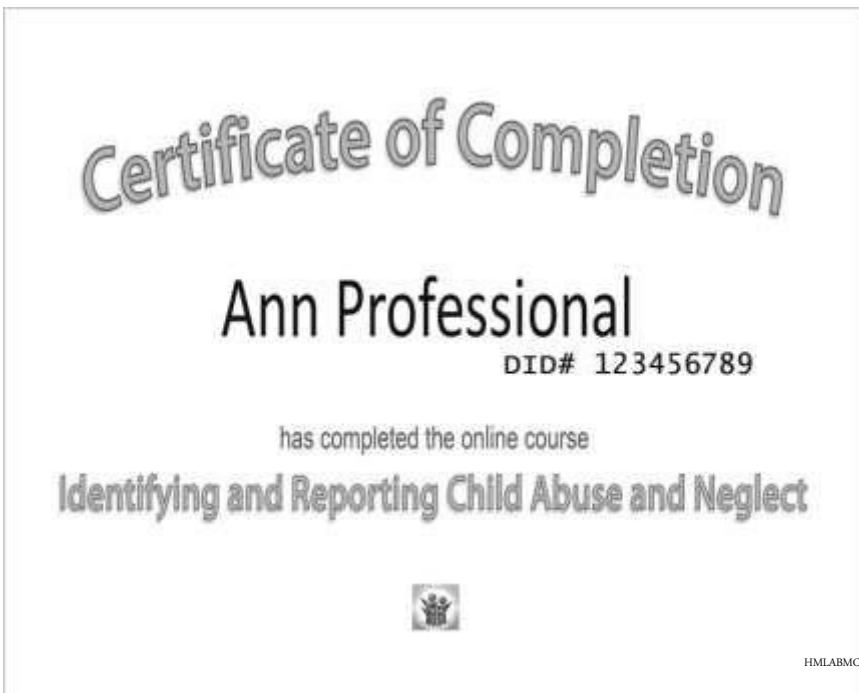 Certificate of Completion
Ann Professional
DID# 123456789
has completed the online course
Identifying and Reporting Child Abuse and Neglect
HMLABMC